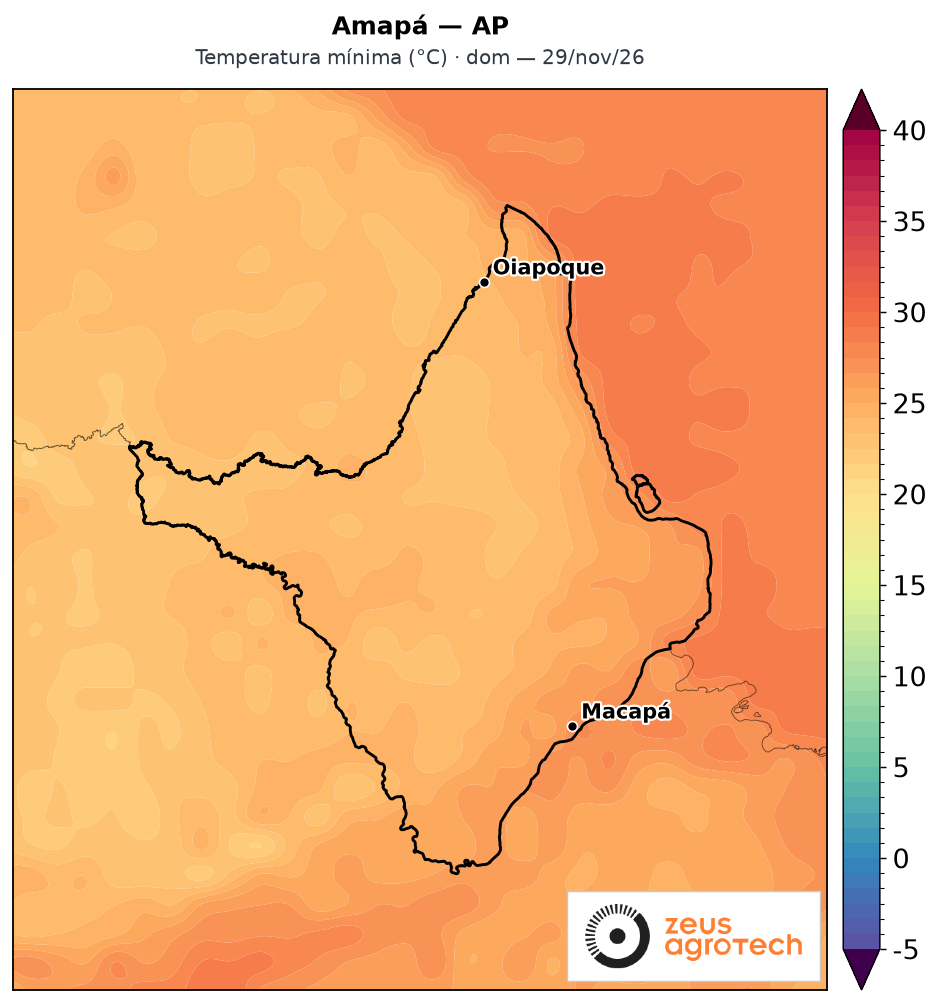 Amapá — AP
Temperatura mínima (°C) · dom — 29/nov/26
Oiapoque
Macapá
40
35
30
25
20
15
10
5
0
-5
zeus
agrotech